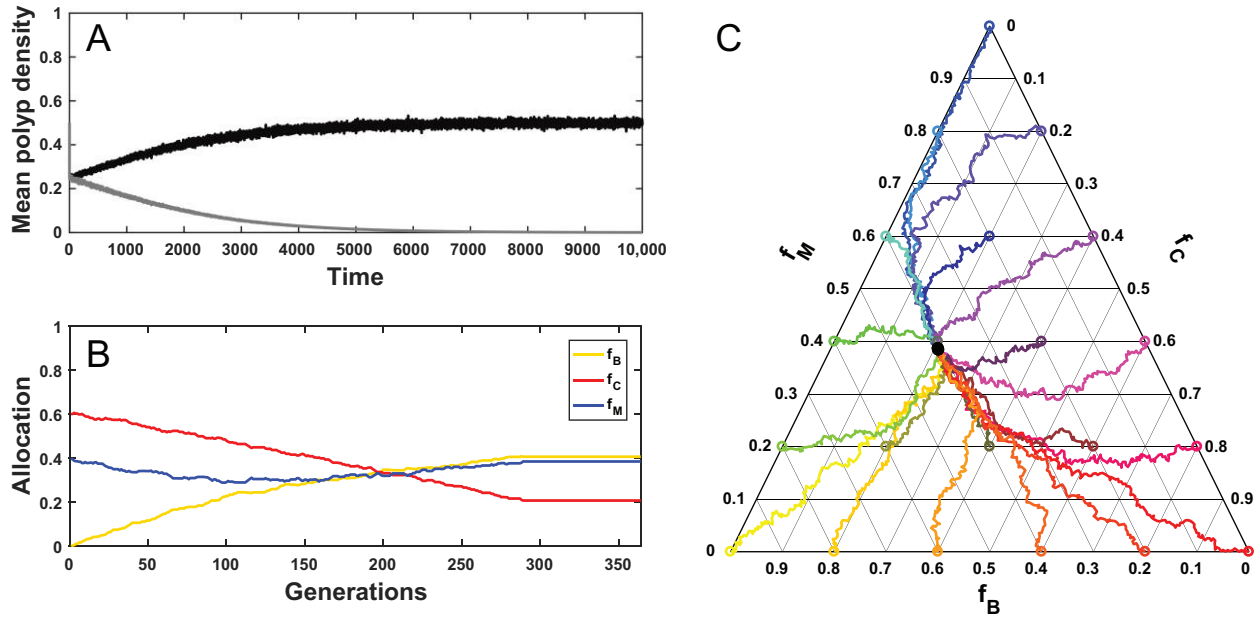 A
Mean polyp density
1
0.8
0.6
0.4
0.2
0
0 1000 2000 3000 4000 5000 6000 7000 8000 9000 10,000
Time
B
Allocation
1
0.8
0.6
0.4
0.2
0
f_B
f_C
f_M
0 50 100 150 200 250 300 350
Generations
C
0
0.9 0.1
0.8 0.2
0.7 0.3
f_M f_C
0.6 0.4
0.5 0.5
0.4 0.6
0.3 0.7
0.2 0.8
0.1 0.9
0
0.9 0.8 0.7 0.6 0.5 0.4 0.3 0.2 0.1 0
f_B